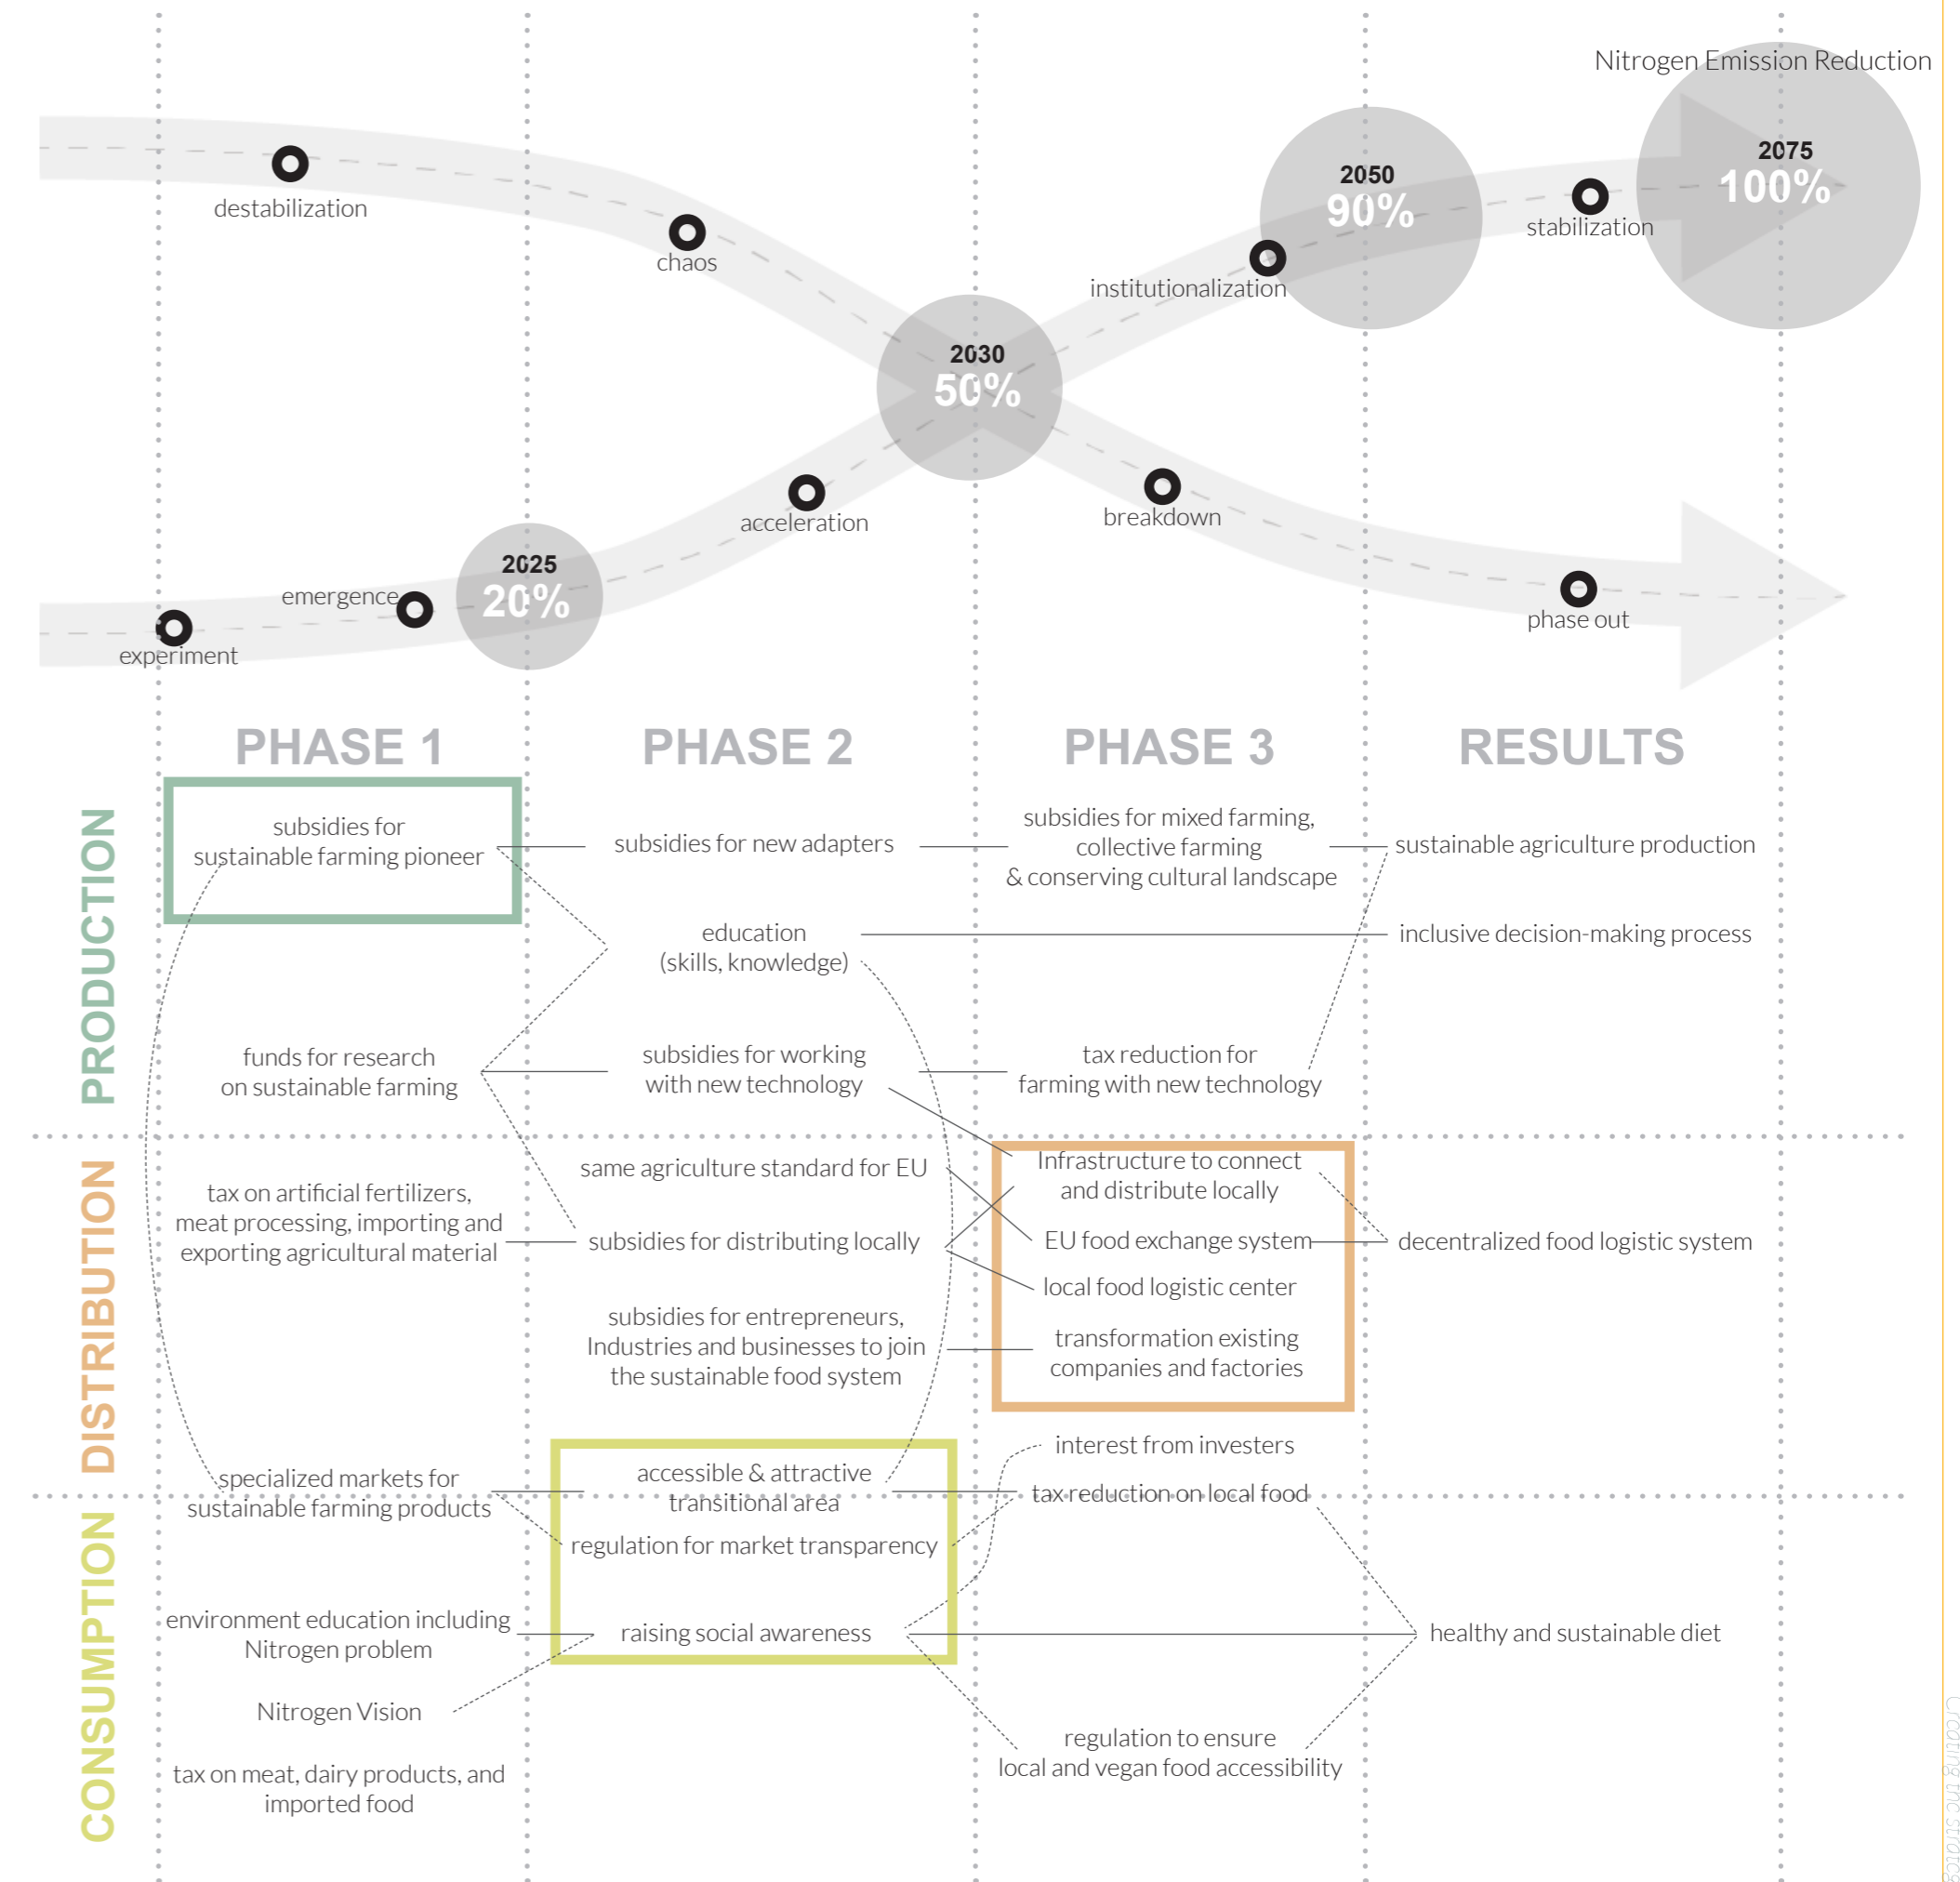 Nitrogen Emission Reduction
destabilization
chaos
2030
50%
institutionalization
2050
90%
stabilization
2075
100%
experiment
emergence
2025
20%
acceleration
breakdown
phase out
PHASE 1
PHASE 2
PHASE 3
RESULTS
PRODUCTION
subsidies for
sustainable farming pioneer
subsidies for new adapters
subsidies for mixed farming,
collective farming
& conserving cultural landscape
sustainable agriculture production
education
(skills, knowledge)
inclusive decision-making process
funds for research
on sustainable farming
subsidies for working
with new technology
tax reduction for
farming with new technology
DISTRIBUTION
tax on artificial fertilizers,
meat processing, importing and
exporting agricultural material
same agriculture standard for EU
subsidies for distributing locally
subsidies for entrepreneurs,
Industries and businesses to join
the sustainable food system
Infrastructure to connect
and distribute locally
EU food exchange system
local food logistic center
transformation existing
companies and factories
decentralized food logistic system
specialized markets for
sustainable farming products
accessible & attractive
transitional area
interest from investers
tax reduction on local food
CONSUMPTION
regulation for market transparency
environment education including
Nitrogen problem
raising social awareness
healthy and sustainable diet
Nitrogen Vision
regulation to ensure
local and vegan food accessibility
tax on meat, dairy products, and
imported food
Creating the